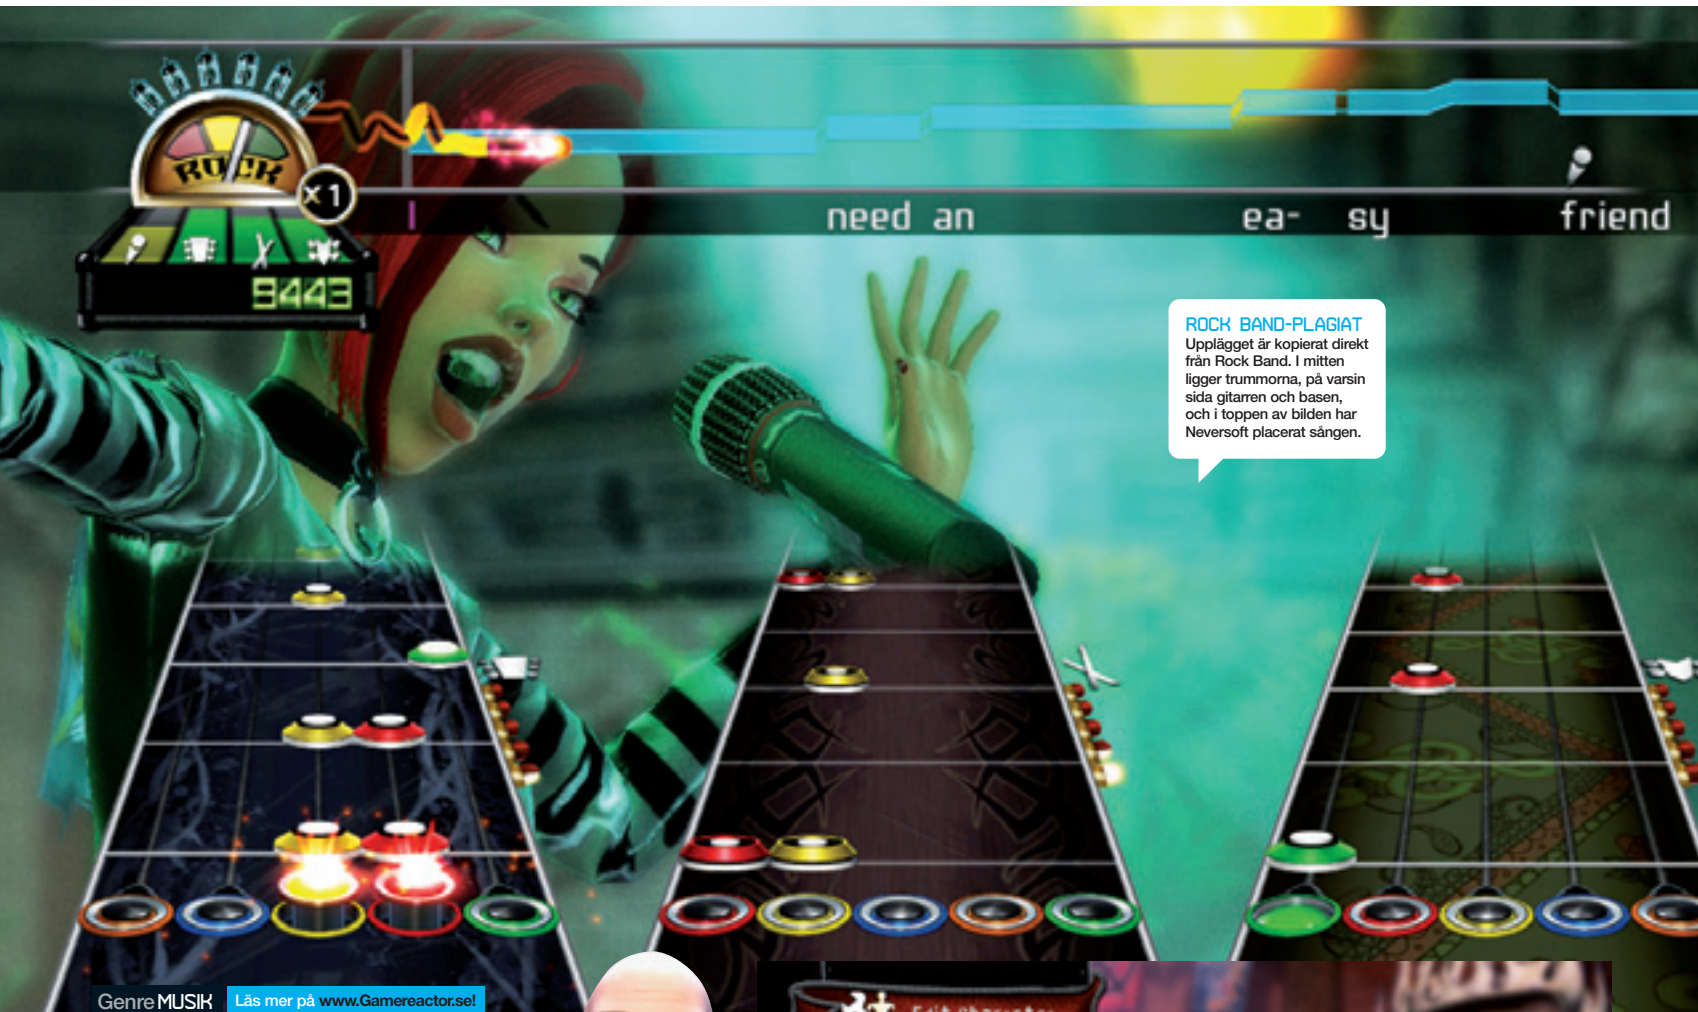 ROCK
x1
I need an ea- sy friend
9443
ROCK BAND-PLAGIAT
Upplägget är kopierat direkt
från Rock Band. I mitten
ligger trummorna, på varsin
sida gitarren och basen,
och i toppen av bilden har
Neversoft placerat sången.
Genre MUSIK
Läs mer på www.Gamereactor.se!
Edit Character